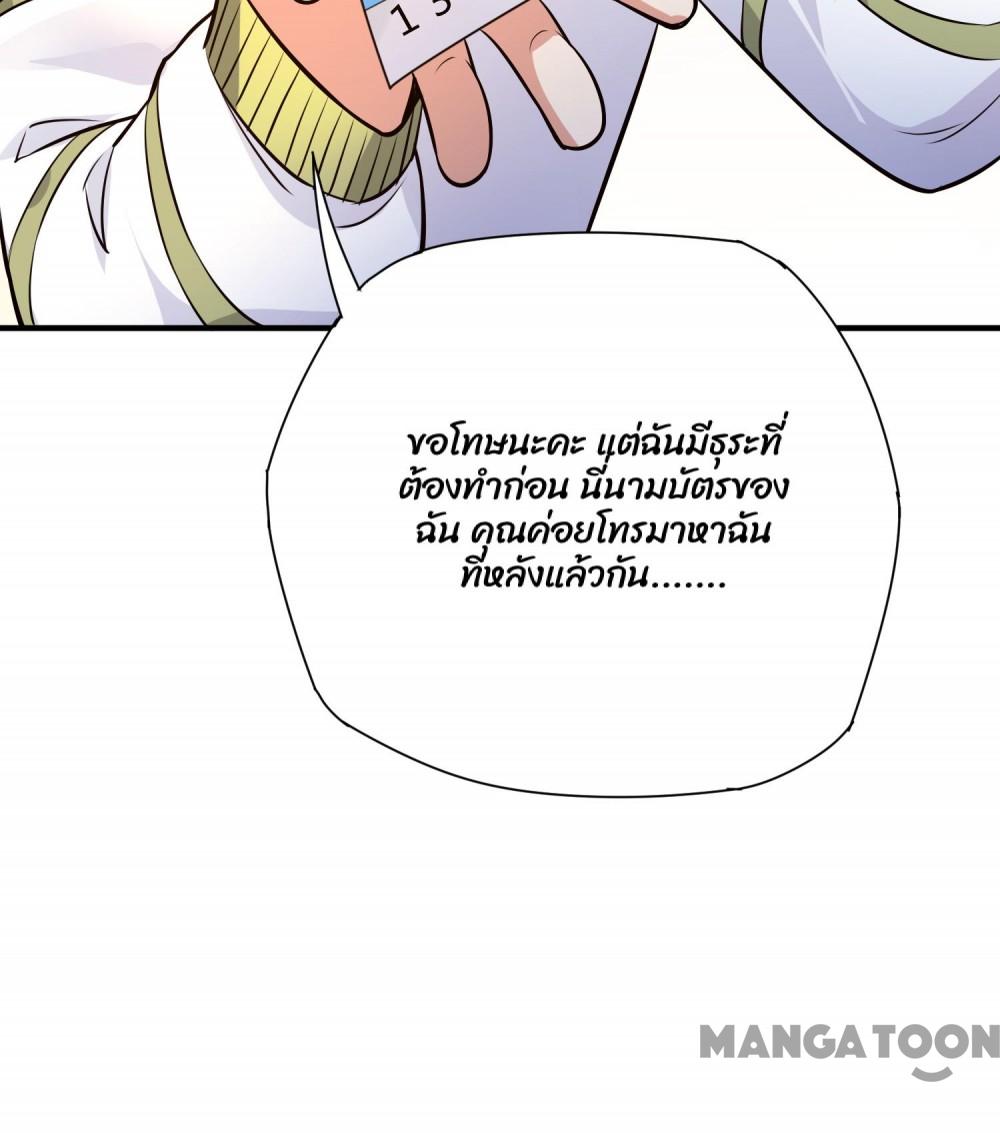 15
ขอโทษนะคะ แต่ฉันมีธุระที่
ต้องทำก่อน นี่นามบัตรของ
ฉัน คุณค่อยโทรมาหาฉัน
ทีหลังแล้วกัน.......
MANGATOON